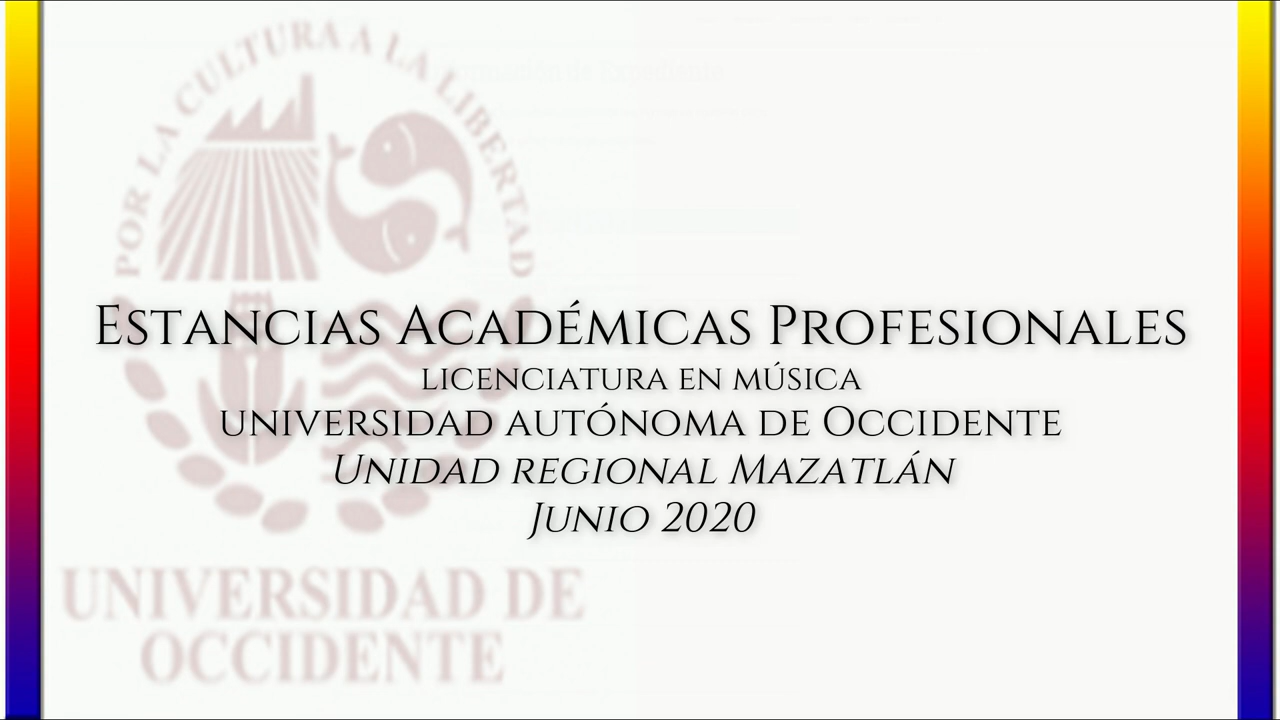 POR LA CULTURA A LA LIBERTAD
Estancias Académicas Profesionales
licenciatura en música
universidad autónoma de Occidente
Unidad regional Mazatlán
Junio 2020
UNIVERSIDAD DE
OCCIDENTE